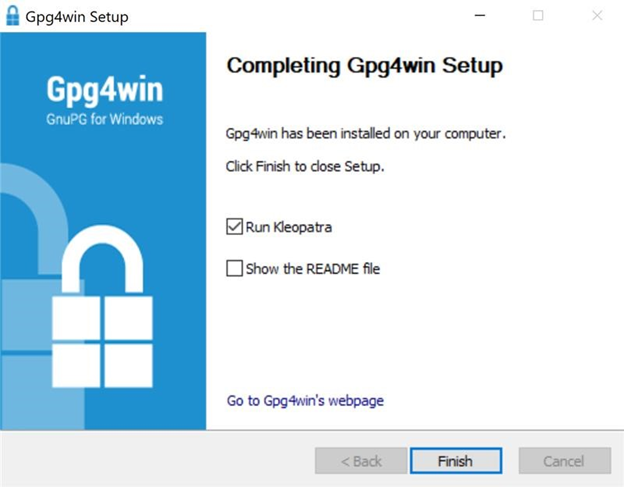 Gpg4win Setup
Gpg4win
GnuPG for Windows
Completing Gpg4win Setup
Gpg4win has been installed on your computer.
Click Finish to close Setup.
Run Kleopatra
Show the README file
Go to Gpg4win's webpage
< Back Finish Cancel